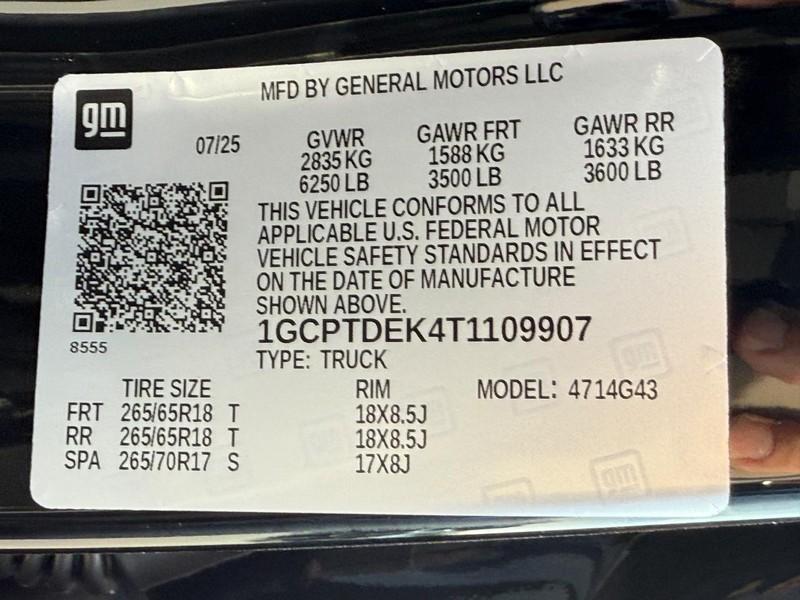 MFD BY GENERAL MOTORS LLC
gm
07/25
GVWR GAWR FRT GAWR RR
2835 KG 1588 KG 1633 KG
6250 LB 3500 LB 3600 LB
THIS VEHICLE CONFORMS TO ALL
APPLICABLE U.S. FEDERAL MOTOR
VEHICLE SAFETY STANDARDS IN EFFECT
ON THE DATE OF MANUFACTURE
SHOWN ABOVE.
1GCPTDEK4T1109907
8555
TYPE: TRUCK
TIRE SIZE RIM MODEL: 4714G43
FRT 265/65R18 T 18X8.5J
RR 265/65R18 T 18X8.5J
SPA 265/70R17 S 17X8J